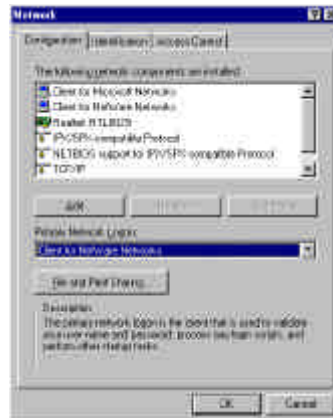 Network
Configuration Identification Access Control
The following network components are installed:
Client for Microsoft Networks
Client for NetWare Networks
Realtek RTL8029
IPX/SPX-compatible Protocol
NETBIOS support for IPX/SPX-compatible Protocol
TCP/IP
Add
Primary Network Logon:
Client for NetWare Networks
File and Print Sharing...
Description
The primary network logon is the client that is used to validate
your user name and password, process any login scripts, and
perform other startup tasks.
OK Cancel